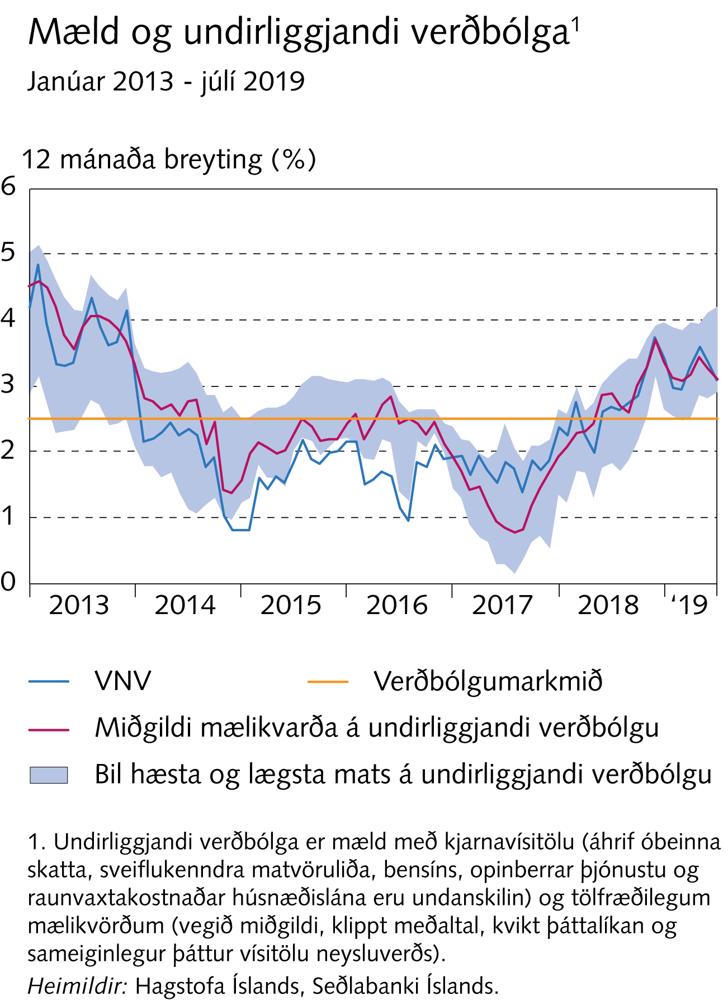 Mæld og undirliggjandi verðbólga¹
Janúar 2013 - júlí 2019
12 mánaða breyting (%)
6
5
4
3
2
1
0
2013 2014 2015 2016 2017 2018 ‘19
VNV Verðbólgumarkmið
Miðgildi mælikvarða á undirliggjandi verðbólgu
Bil hæsta og lægsta mats á undirliggjandi verðbólgu
1. Undirliggjandi verðbólga er mæld með kjarnavísitölu (áhrif óbeinna
skatta, sveiflukenndra matvöruliða, bensíns, opinberrar þjónustu og
raunvaxtakostnaðar húsnæðislána eru undanskilin) og tölfræðilegum
mælikvörðum (vegið miðgildi, klippt meðaltal, kvikt þáttalíkan og
sameiginlegur þáttur vísitölu neysluverðs).
Heimildir: Hagstofa Íslands, Seðlabanki Íslands.